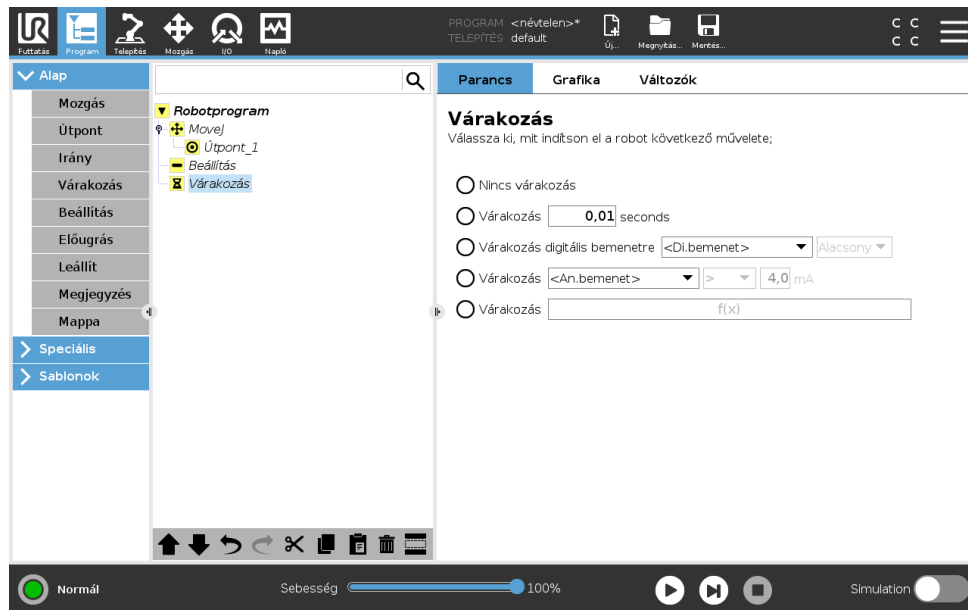 PROGRAM <névtelen>*
TELEPÍTÉS default
Futtatás Program Telepítés Mozgás I/O Napló Új... Megnyitás... Mentés...
C C
C C
Alap
Mozgás
Útpont
Irány
Várakozás
Beállítás
Előugrás
Leállít
Megjegyzés
Mappa
Speciális
Sablonok
Robotprogram
MoveJ
Útpont_1
Beállítás
Várakozás
Parancs Grafika Változók
Várakozás
Válassza ki, mit indítson el a robot következő művelete;
Nincs várakozás
Várakozás 0,01 seconds
Várakozás digitális bemenetre <Di.bemenet> Alacsony
Várakozás <An.bemenet> > 4,0 mA
Várakozás f(x)
Normál Sebesség 100% Simulation